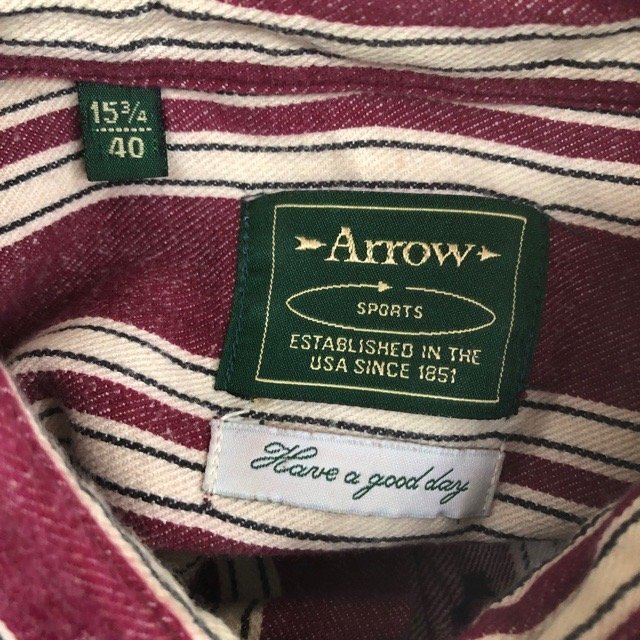 15¾
40
Arrow
SPORTS
ESTABLISHED IN THE
USA SINCE 1851
Have a good day